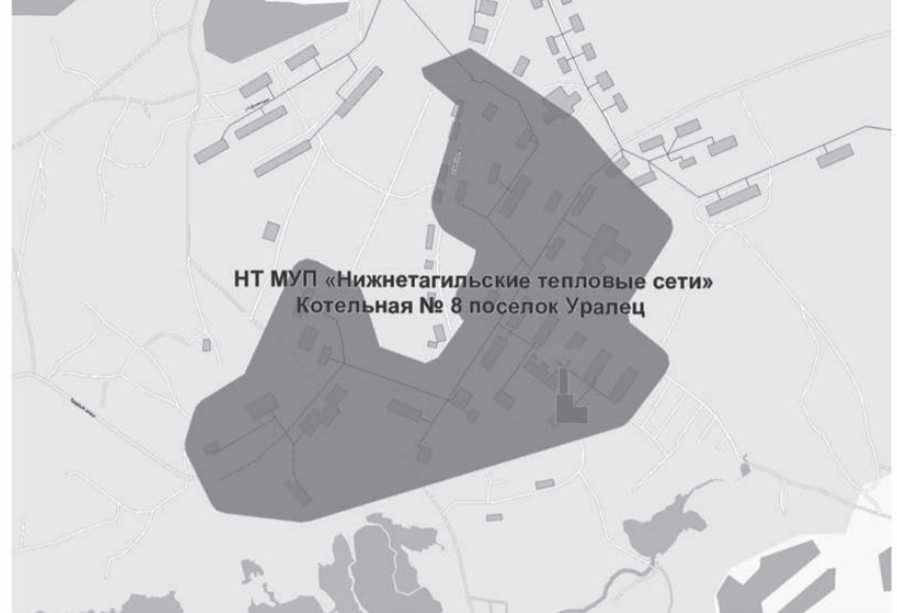 НТ МУП «Нижнетагильские тепловые сети»
Котельная № 8 поселок Уралец